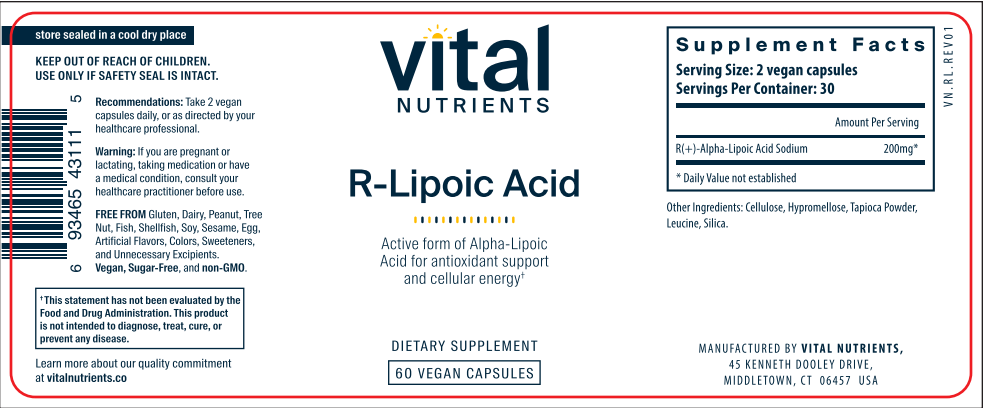 store sealed in a cool dry place
KEEP OUT OF REACH OF CHILDREN.
USE ONLY IF SAFETY SEAL IS INTACT.
Recommendations: Take 2 vegan
capsules daily, or as directed by your
healthcare professional.
Warning: If you are pregnant or
lactating, taking medication or have
a medical condition, consult your
healthcare practitioner before use.
FREE FROM Gluten, Dairy, Peanut, Tree
Nut, Fish, Shellfish, Soy, Sesame, Egg,
Artificial Flavors, Colors, Sweeteners,
and Unnecessary Excipients.
Vegan, Sugar-Free, and non-GMO.
6 93465 43111 5
†This statement has not been evaluated by the
Food and Drug Administration. This product
is not intended to diagnose, treat, cure, or
prevent any disease.
Learn more about our quality commitment
at vitalnutrients.co
vital
NUTRIENTS
R-Lipoic Acid
Active form of Alpha-Lipoic
Acid for antioxidant support
and cellular energy†
DIETARY SUPPLEMENT
60 VEGAN CAPSULES
Supplement Facts
Serving Size: 2 vegan capsules
Servings Per Container: 30
Amount Per Serving
R(+)-Alpha-Lipoic Acid Sodium 200mg*
* Daily Value not established
Other Ingredients: Cellulose, Hypromellose, Tapioca Powder,
Leucine, Silica.
MANUFACTURED BY VITAL NUTRIENTS,
45 KENNETH DOOLEY DRIVE,
MIDDLETOWN, CT 06457 USA
VN.RL.REV01